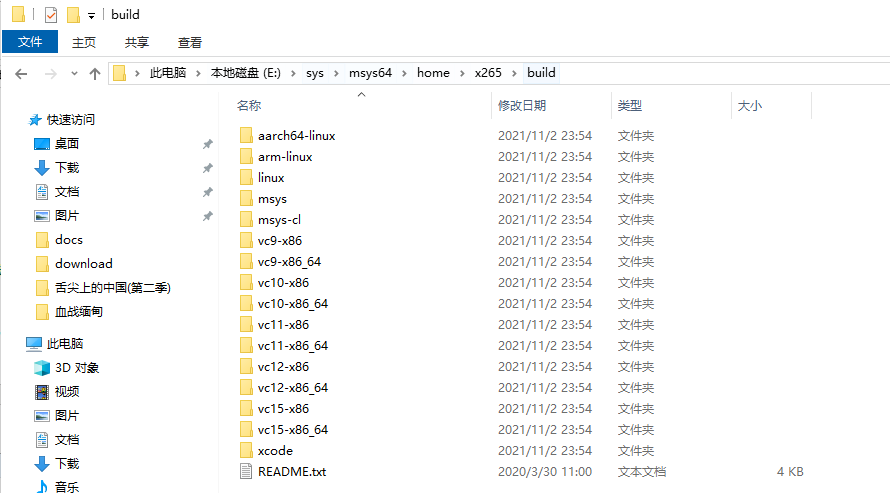 build
文件 主页 共享 查看
此电脑 本地磁盘 (E:) sys msys64 home x265 build
名称 修改日期 类型 大小
快速访问
桌面
下载
文档
图片
docs
download
舌尖上的中国(第二季)
血战缅甸
此电脑
3D 对象
视频
图片
文档
下载
音乐
aarch64-linux 2021/11/2 23:54 文件夹
arm-linux 2021/11/2 23:54 文件夹
linux 2021/11/2 23:54 文件夹
msys 2021/11/2 23:54 文件夹
msys-cl 2021/11/2 23:54 文件夹
vc9-x86 2021/11/2 23:54 文件夹
vc9-x86_64 2021/11/2 23:54 文件夹
vc10-x86 2021/11/2 23:54 文件夹
vc10-x86_64 2021/11/2 23:54 文件夹
vc11-x86 2021/11/2 23:54 文件夹
vc11-x86_64 2021/11/2 23:54 文件夹
vc12-x86 2021/11/2 23:54 文件夹
vc12-x86_64 2021/11/2 23:54 文件夹
vc15-x86 2021/11/2 23:54 文件夹
vc15-x86_64 2021/11/2 23:54 文件夹
xcode 2021/11/2 23:54 文件夹
README.txt 2020/3/30 11:00 文本文档 4 KB